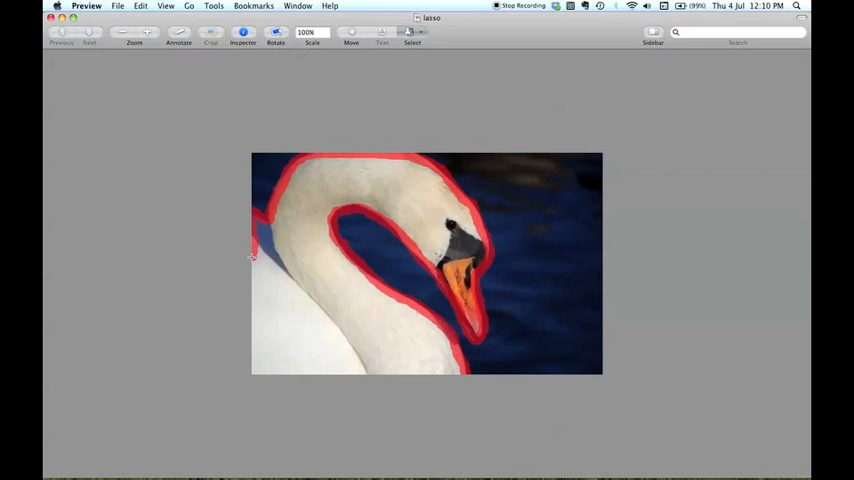 Preview File Edit View Go Tools Bookmarks Window Help Stop Recording (99%) Thu 4 Jul 12:10 PM
lasso
100%
Previous Next Zoom Annotate Crop Inspector Rotate Scale Move Text Select Sidebar Search